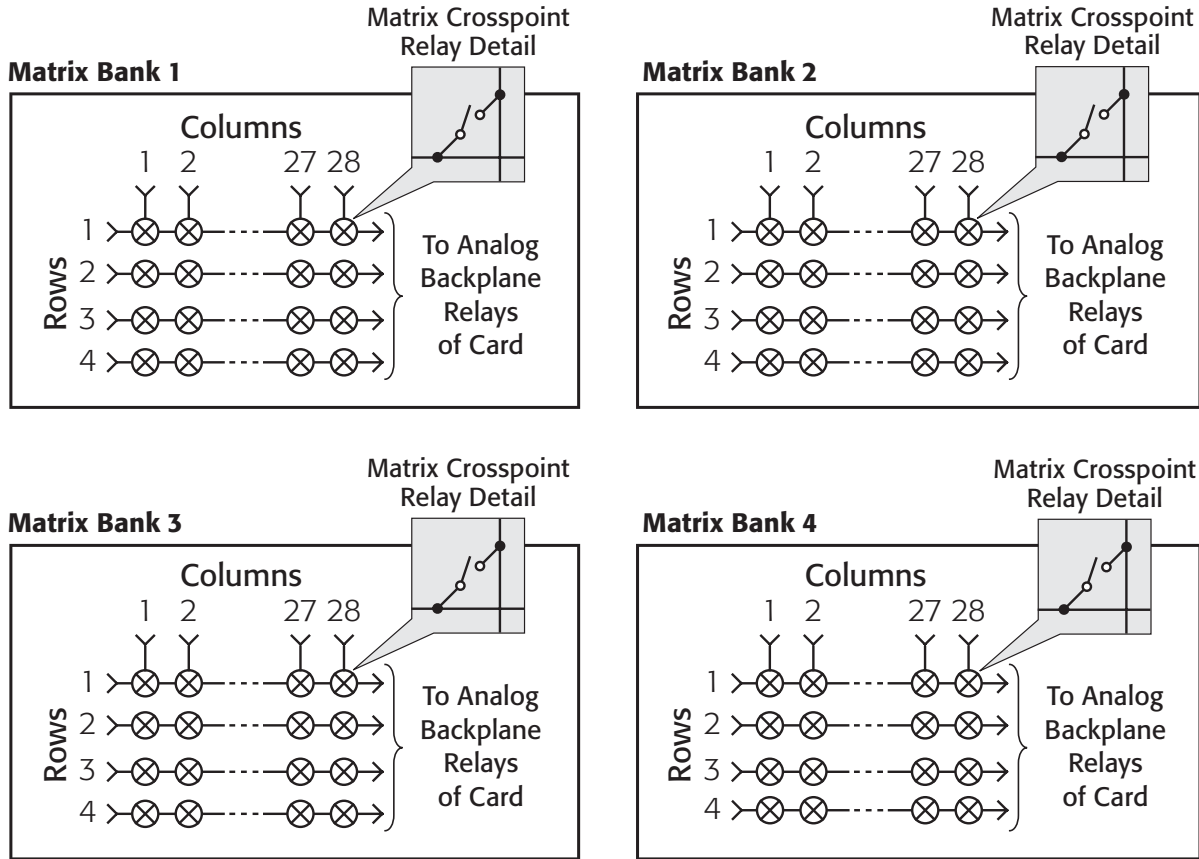 Matrix Crosspoint
Relay Detail
Matrix Bank 1
Columns
1 2 27 28
Rows
1
2
3
4
To Analog
Backplane
Relays
of Card
Matrix Crosspoint
Relay Detail
Matrix Bank 2
Columns
1 2 27 28
Rows
1
2
3
4
To Analog
Backplane
Relays
of Card
Matrix Crosspoint
Relay Detail
Matrix Bank 3
Columns
1 2 27 28
Rows
1
2
3
4
To Analog
Backplane
Relays
of Card
Matrix Crosspoint
Relay Detail
Matrix Bank 4
Columns
1 2 27 28
Rows
1
2
3
4
To Analog
Backplane
Relays
of Card